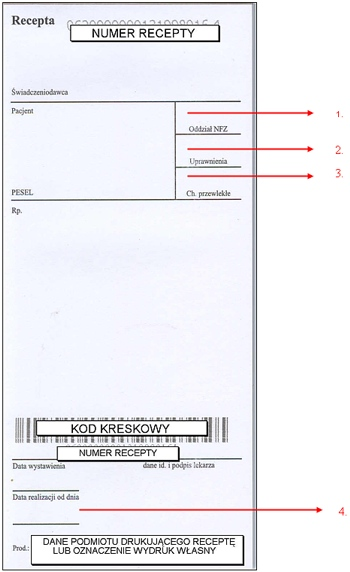 Recepta
NUMER RECEPTY
Świadczeniodawca
Pacjent
1.
Oddział NFZ
2.
Uprawnienia
3.
PESEL
Ch. przewlekłe
Rp.
KOD KRESKOWY
NUMER RECEPTY
Data wystawienia dane id. i podpis lekarza
Data realizacji od dnia
4.
Prod.: DANE PODMIOTU DRUKUJĄCEGO RECEPTĘ
LUB OZNACZENIE WYDRUK WŁASNY